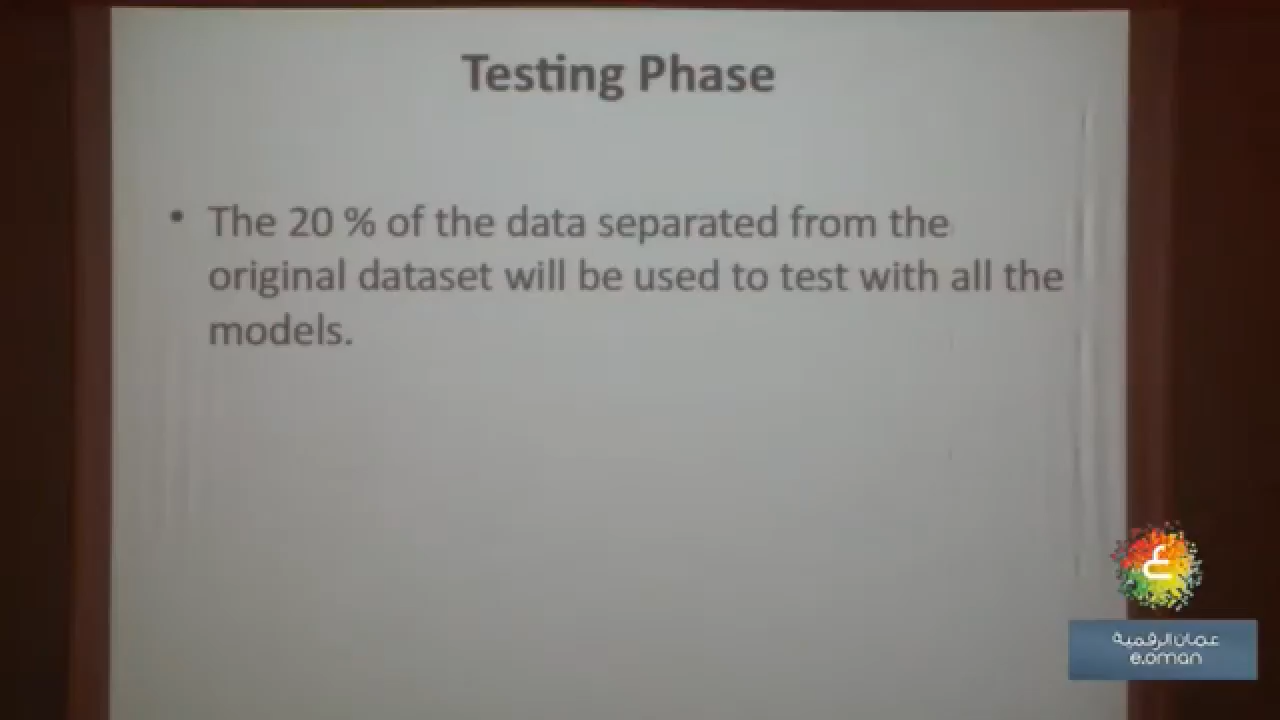 Testing Phase
• The 20 % of the data separated from the
original dataset will be used to test with all the
models.
ع
عمان الرقمية
e.oman